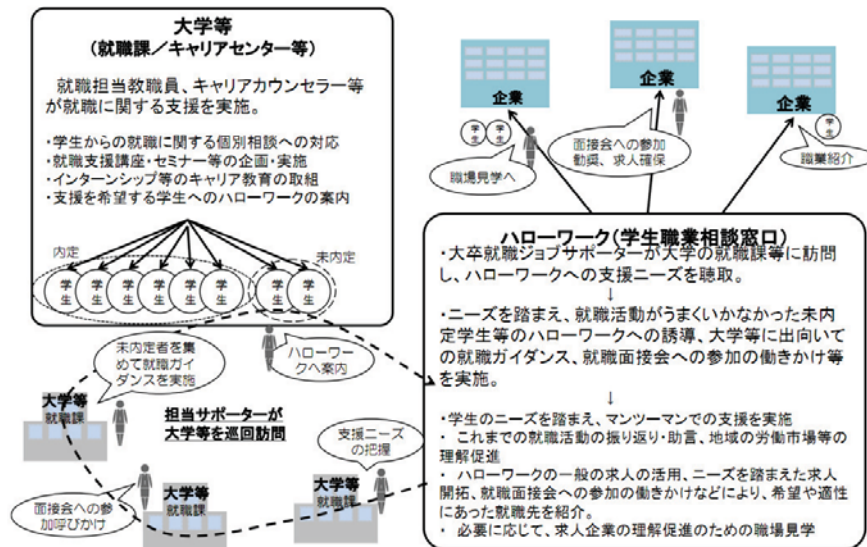 大学等
(就職課／キャリアセンター等)
就職担当教職員、キャリアカウンセラー等
が就職に関する支援を実施。
・学生からの就職に関する個別相談への対応
・就職支援講座・セミナー等の企画・実施
・インターンシップ等のキャリア教育の取組
・支援を希望する学生へのハローワークの案内
内定
未内定
学生
学生
学生
学生
学生
学生
学生
学生
企業
企業
企業
学生
学生
学生
職場見学へ
面接会への参加
勧奨、求人確保
職業紹介
ハローワーク(学生職業相談窓口)
・大卒就職ジョブサポーターが大学の就職課等に訪問
し、ハローワークへの支援ニーズを聴取。
↓
・ニーズを踏まえ、就職活動がうまくいかなかった未内
定学生等のハローワークへの誘導、大学等に出向いて
の就職ガイダンス、就職面接会への参加の働きかけ等
を実施。
↓
・学生のニーズを踏まえ、マンツーマンでの支援を実施
・ これまでの就職活動の振り返り・助言、地域の労働市場等の
理解促進
・ ハローワークの一般の求人の活用、ニーズを踏まえた求人
開拓、就職面接会への参加の働きかけなどにより、希望や適性
にあった就職先を紹介。
・ 必要に応じて、求人企業の理解促進のための職場見学
未内定者を集
めて就職ガイ
ダンスを実施
ハローワー
クへ案内
大学等
就職課
担当サポーターが
大学等を巡回訪問
支援ニーズ
の把握
面接会への参
加呼びかけ
大学等
就職課
大学等
就職課